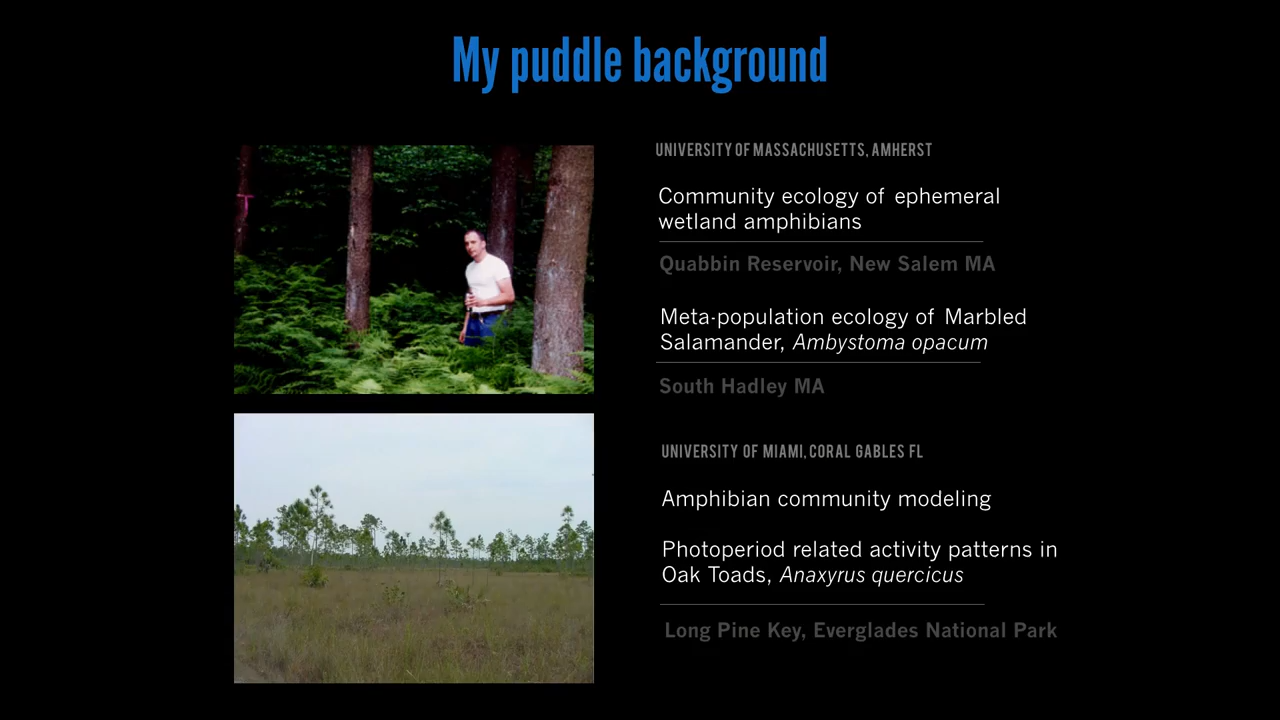 My puddle background
UNIVERSITY OF MASSACHUSETTS, AMHERST
Community ecology of ephemeral
wetland amphibians
Quabbin Reservoir, New Salem MA
Meta-population ecology of Marbled
Salamander, Ambystoma opacum
South Hadley MA
UNIVERSITY OF MIAMI, CORAL GABLES FL
Amphibian community modeling
Photoperiod related activity patterns in
Oak Toads, Anaxyrus quercicus
Long Pine Key, Everglades National Park